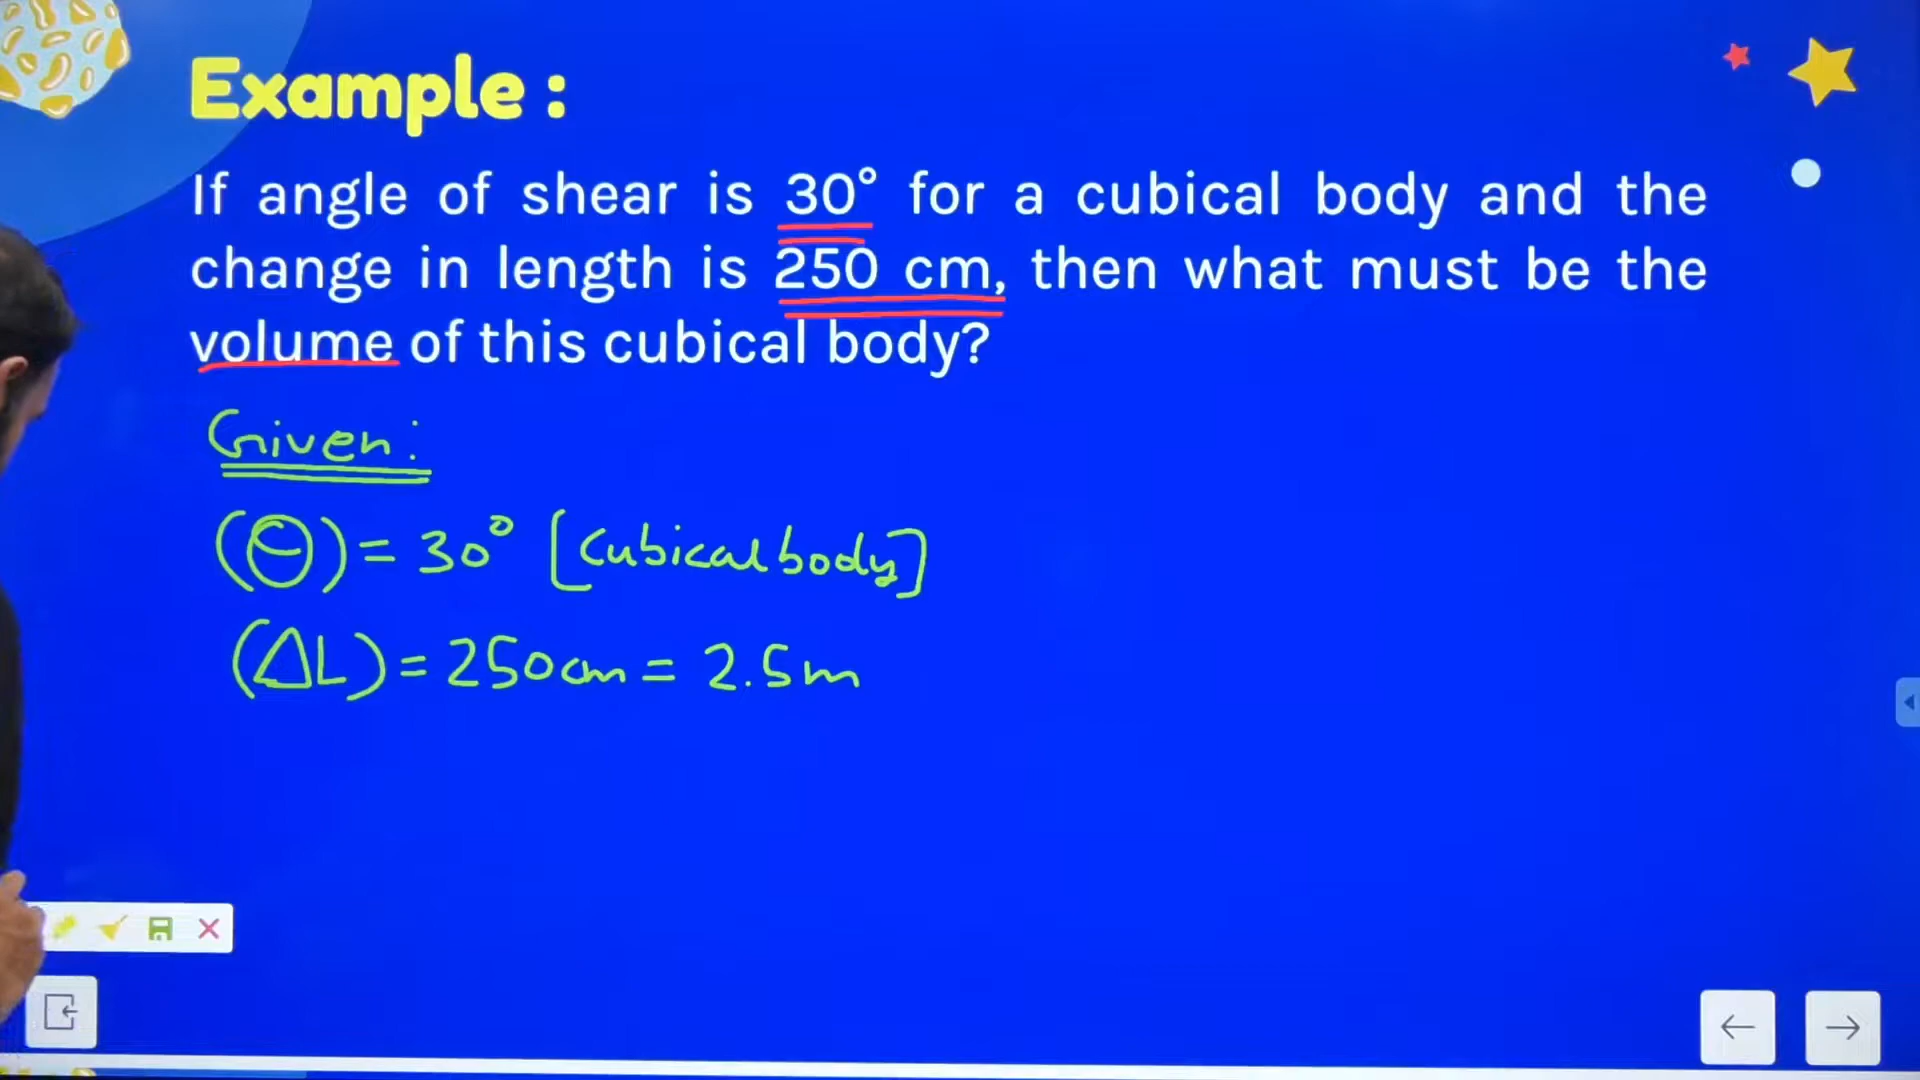 Example :
If angle of shear is 30° for a cubical body and the
change in length is 250 cm, then what must be the
volume of this cubical body?
Given:
(Θ) = 30° [Cubical body]
(ΔL) = 250cm = 2.5m